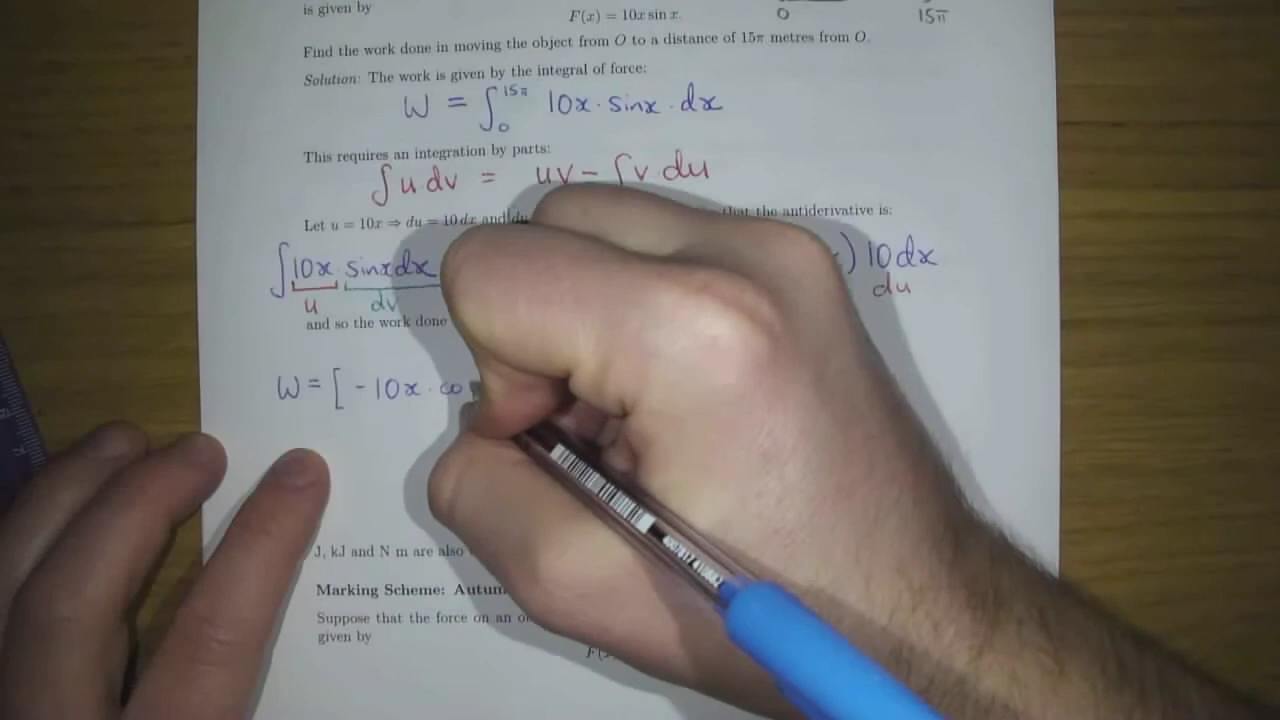 is given by
F(x) = 10x sin x.
0 15π
Find the work done in moving the object from O to a distance of 15π metres from O.
Solution: The work is given by the integral of force:
W = ∫₀^15π 10x · sinx · dx
This requires an integration by parts:
∫u dv = uv − ∫v du
Let u = 10x ⇒ du = 10 dx and that the antiderivative is:
∫10x sinx dx ) 10 dx
u dv du
and so the work done
W = [ -10x · co
J, kJ and N m are also
Marking Scheme:
Suppose that the force on an
given by